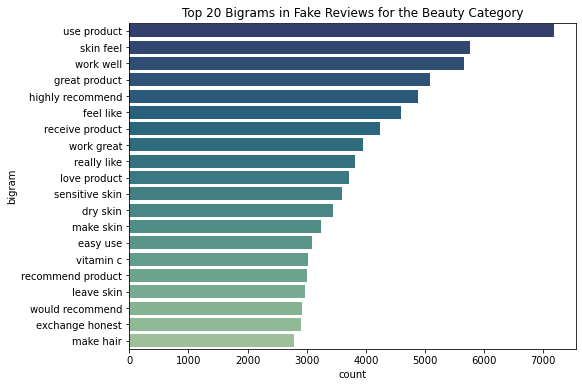 Top 20 Bigrams in Fake Reviews for the Beauty Category
use product
skin feel
work well
great product
highly recommend
feel like
receive product
work great
really like
love product
sensitive skin
dry skin
make skin
easy use
vitamin c
recommend product
leave skin
would recommend
exchange honest
make hair
bigram
0 1000 2000 3000 4000 5000 6000 7000
count